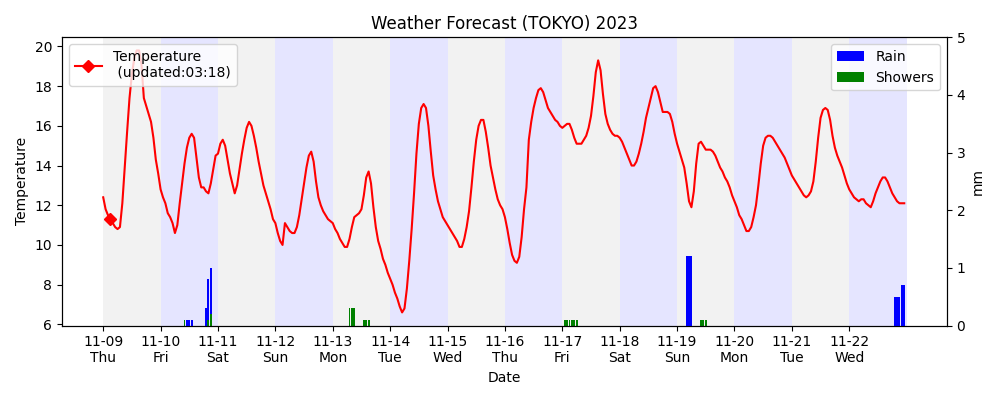 Weather Forecast (TOKYO) 2023
Temperature
(updated:03:18)
Rain
Showers
Temperature
20
18
16
14
12
10
8
6
5
4
3
2
1
0
mm
11-09 11-10 11-11 11-12 11-13 11-14 11-15 11-16 11-17 11-18 11-19 11-20 11-21 11-22
Thu Fri Sat Sun Mon Tue Wed Thu Fri Sat Sun Mon Tue Wed
Date